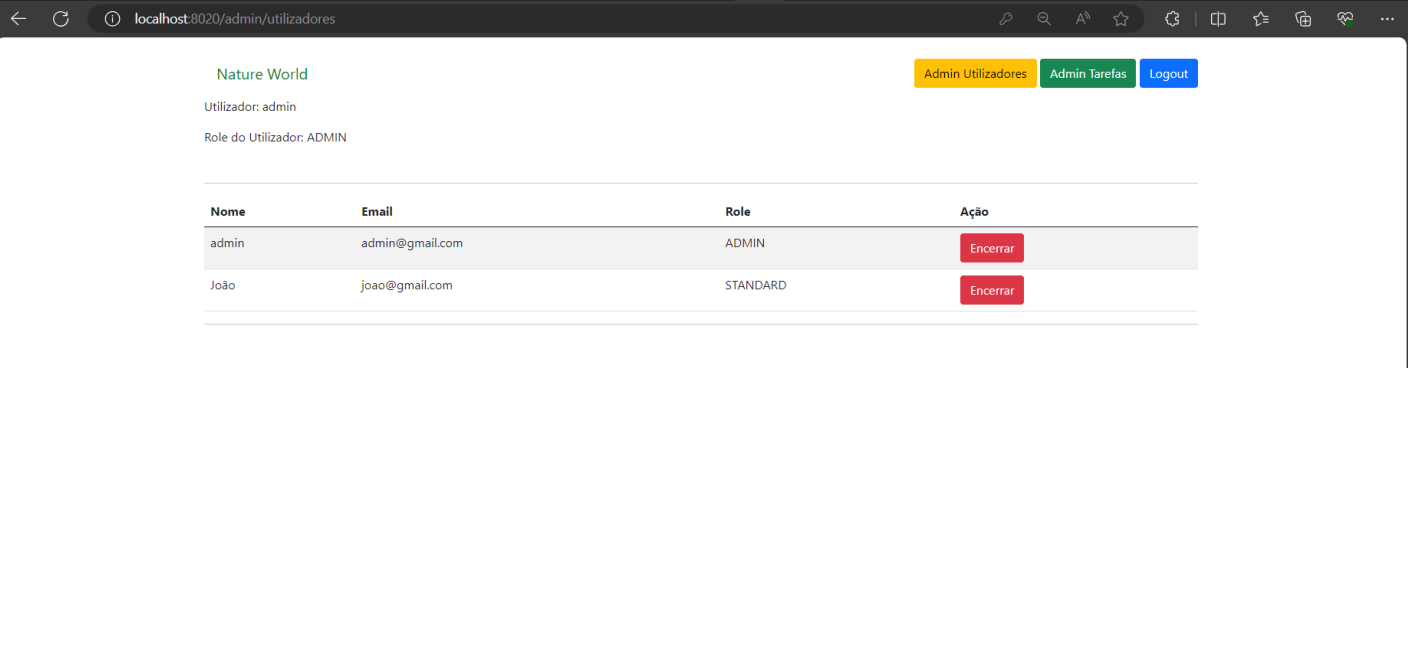 localhost:8020/admin/utilizadores
Nature World Admin Utilizadores Admin Tarefas Logout
Utilizador: admin
Role do Utilizador: ADMIN
Nome Email Role Ação
admin admin@gmail.com ADMIN Encerrar
João joao@gmail.com STANDARD Encerrar